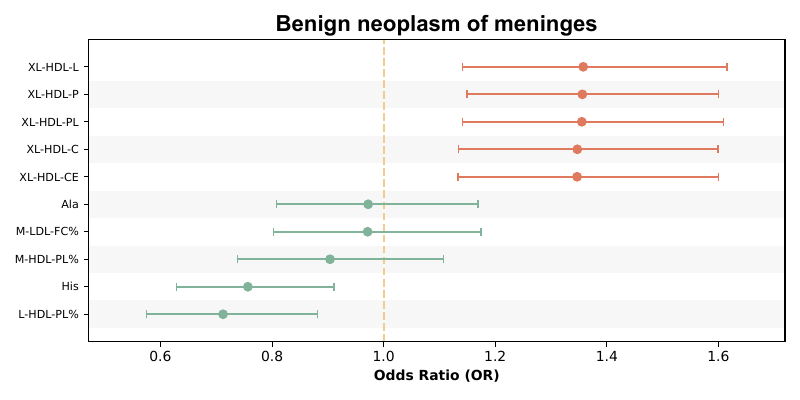 Benign neoplasm of meninges
XL-HDL-L
XL-HDL-P
XL-HDL-PL
XL-HDL-C
XL-HDL-CE
Ala
M-LDL-FC%
M-HDL-PL%
His
L-HDL-PL%
0.6 0.8 1.0 1.2 1.4 1.6
Odds Ratio (OR)